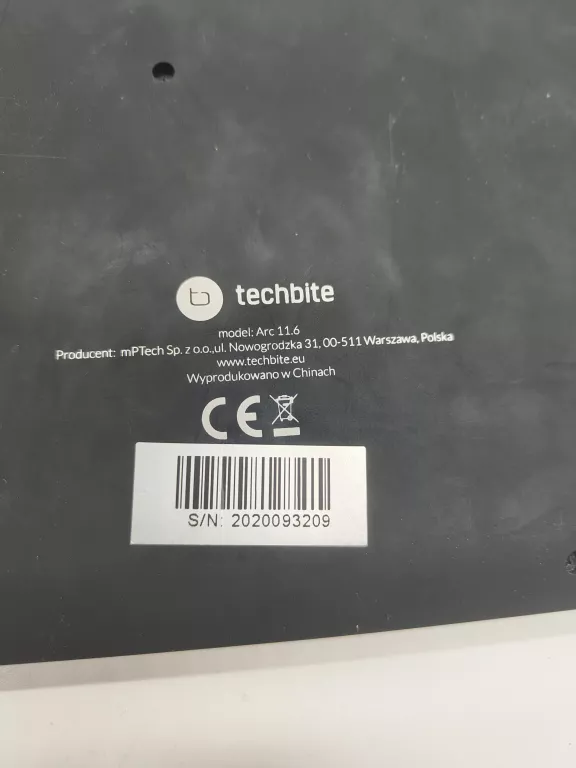 techbite
model: Arc 11.6
Producent: mPTech Sp. z o.o.,ul. Nowogrodzka 31, 00-511 Warszawa, Polska
www.techbite.eu
Wyprodukowano w Chinach
CE
S/N: 2020093209